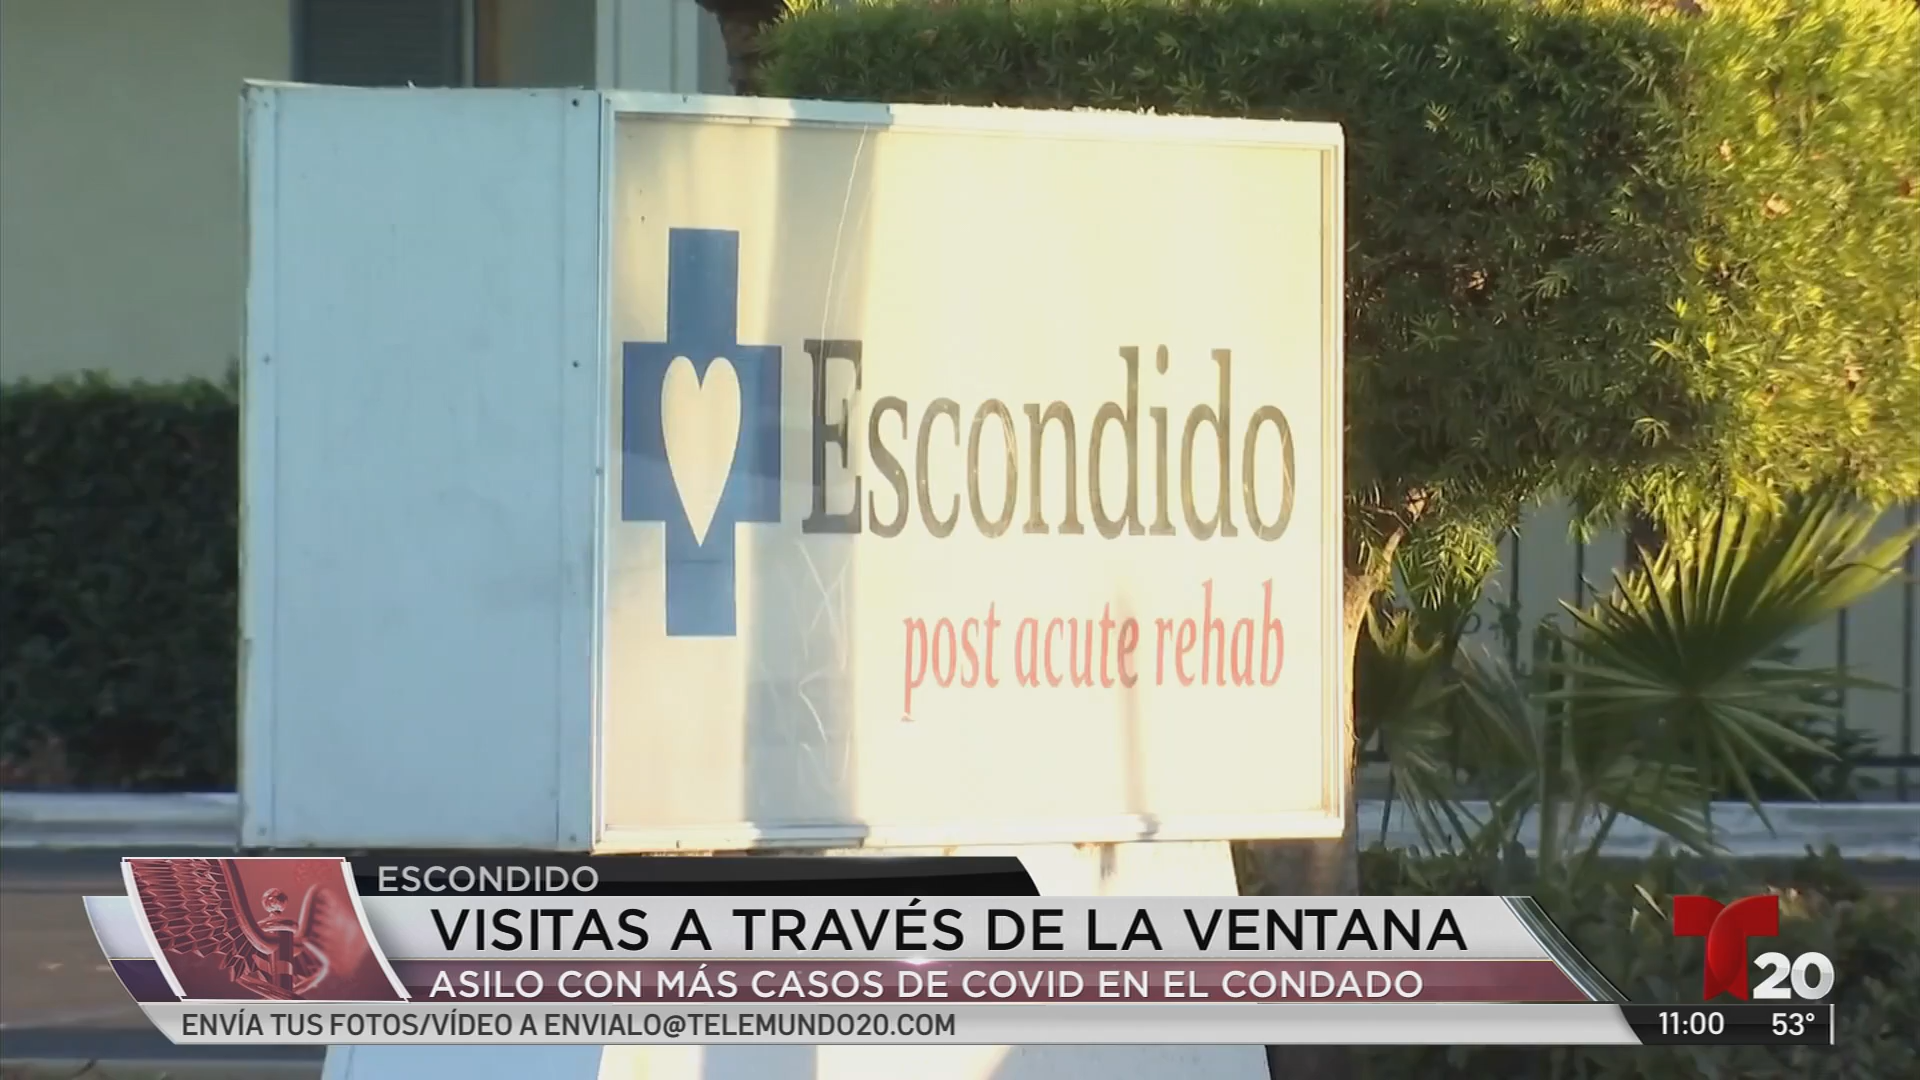 Escondido
post acute rehab
ESCONDIDO
VISITAS A TRAVÉS DE LA VENTANA
ASILO CON MÁS CASOS DE COVID EN EL CONDADO
ENVÍA TUS FOTOS/VÍDEO A ENVIALO@TELEMUNDO20.COM
T 20
11:00 53°